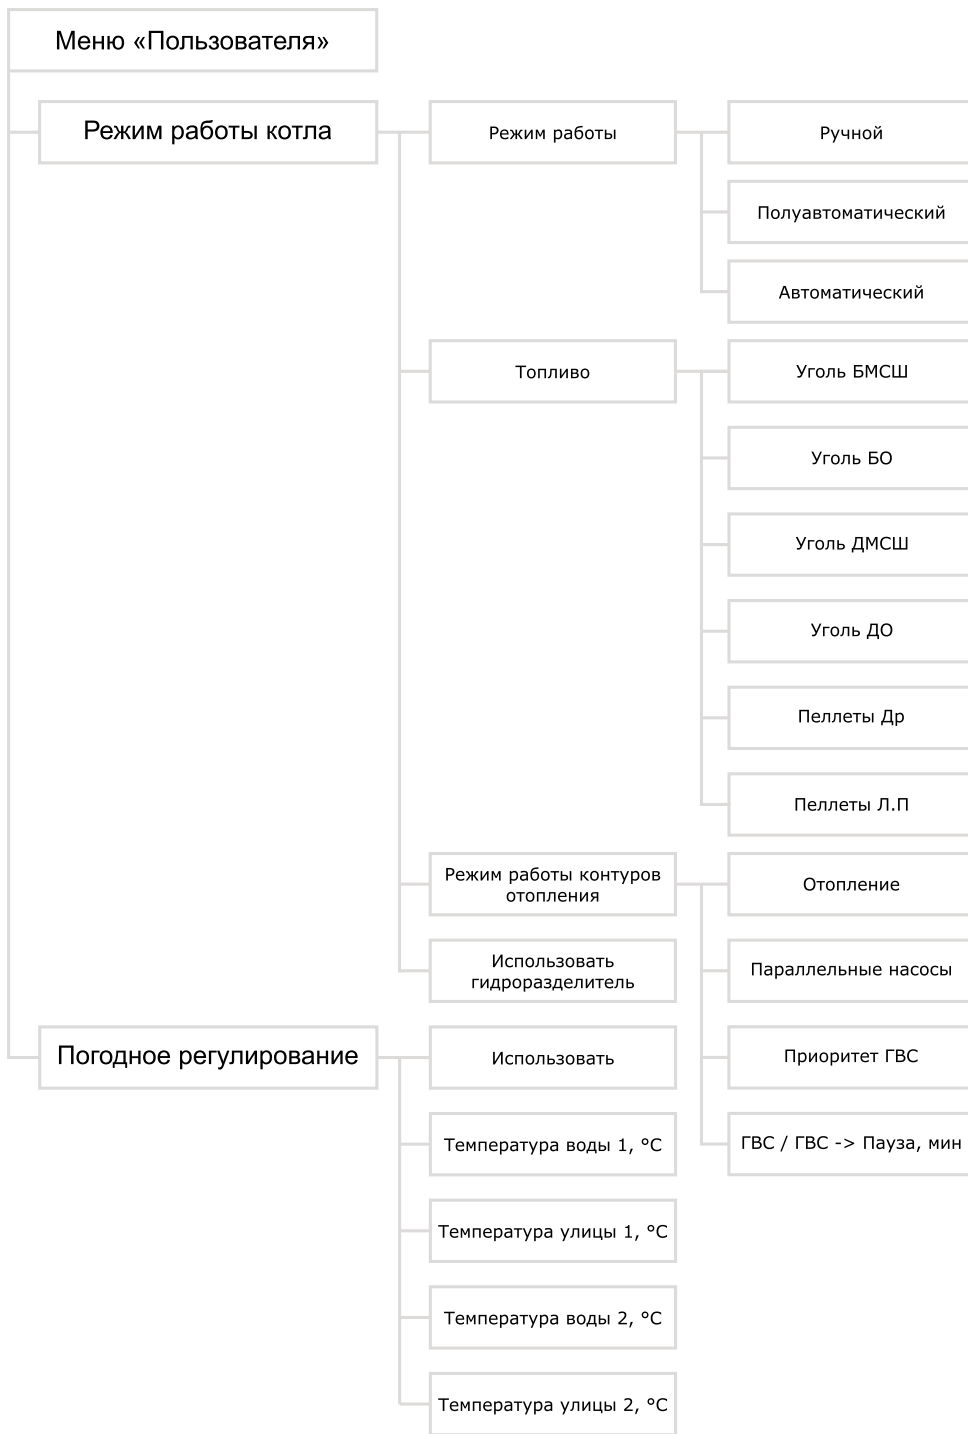 Меню «Пользователя»
Режим работы котла
Режим работы
Ручной
Полуавтоматический
Автоматический
Топливо
Уголь БМСШ
Уголь БО
Уголь ДМСШ
Уголь ДО
Пеллеты Др
Пеллеты Л.П
Режим работы контуров
отопления
Отопление
Параллельные насосы
Приоритет ГВС
ГВС / ГВС -> Пауза, мин
Использовать
гидроразделитель
Погодное регулирование
Использовать
Температура воды 1, °C
Температура улицы 1, °C
Температура воды 2, °C
Температура улицы 2, °C